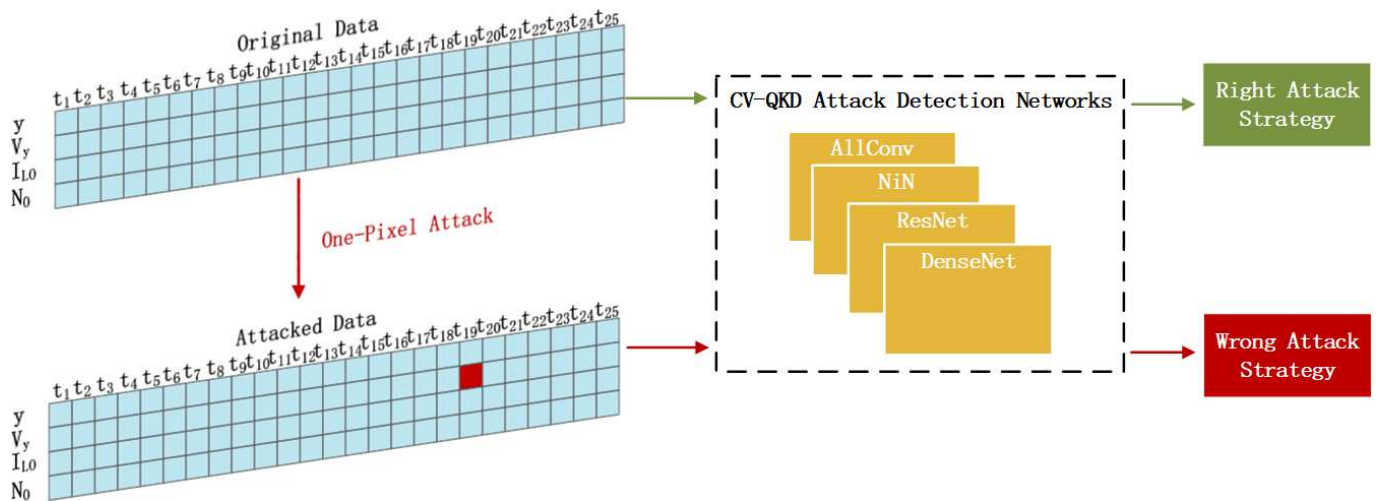 Original Data
t1 t2 t3 t4 t5 t6 t7 t8 t9 t10 t11 t12 t13 t14 t15 t16 t17 t18 t19 t20 t21 t22 t23 t24 t25
y
Vy
ILO
N0
One-Pixel Attack
Attacked Data
t1 t2 t3 t4 t5 t6 t7 t8 t9 t10 t11 t12 t13 t14 t15 t16 t17 t18 t19 t20 t21 t22 t23 t24 t25
y
Vy
ILO
N0
CV-QKD Attack Detection Networks
AllConv
NiN
ResNet
DenseNet
Right Attack
Strategy
Wrong Attack
Strategy